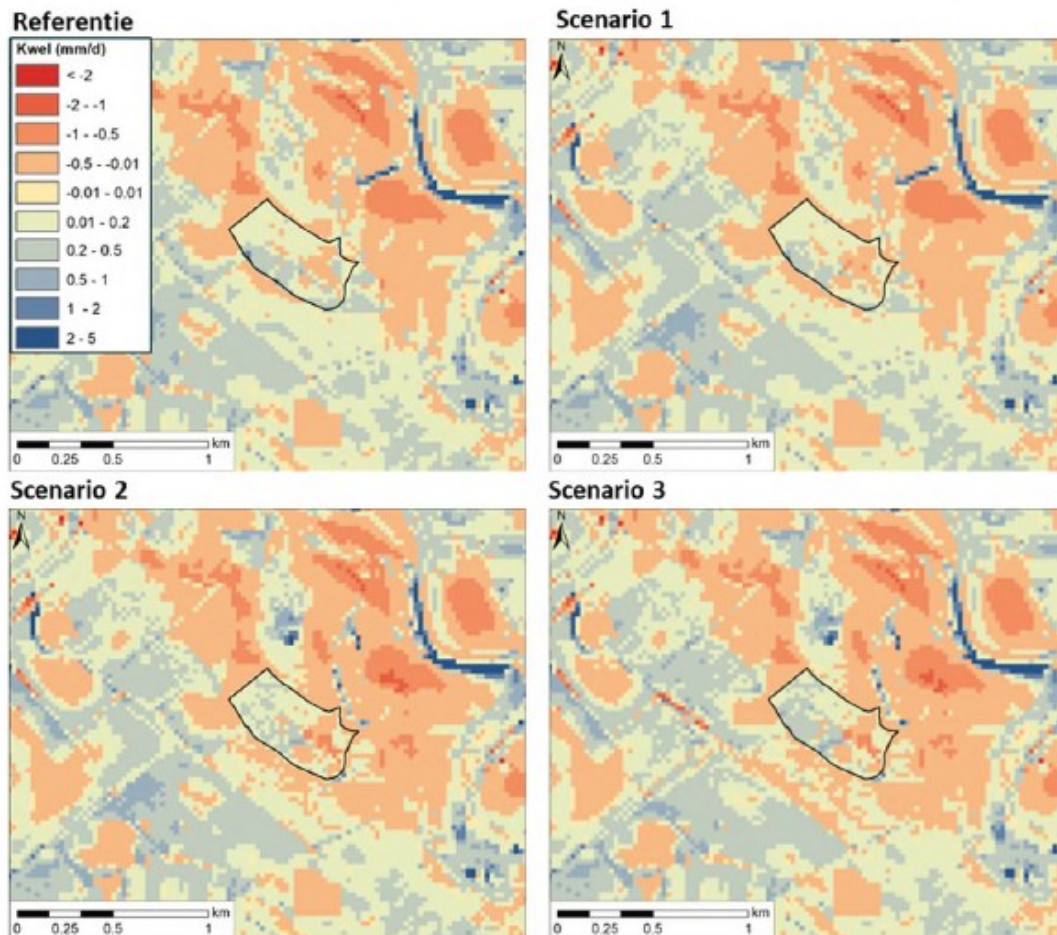 Referentie
Scenario 1
Kwel (mm/d)
< -2
-2 - -1
-1 - -0.5
-0.5 - -0.01
-0.01 - 0.01
0.01 - 0.2
0.2 - 0.5
0.5 - 1
1 - 2
2 - 5
N
km
0 0.25 0.5 1
km
0 0.25 0.5 1
Scenario 2
Scenario 3
N
N
km
0 0.25 0.5 1
km
0 0.25 0.5 1